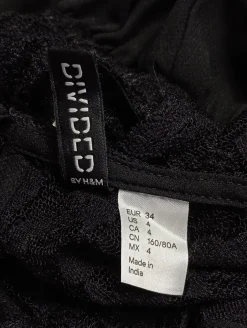 DIVIDED
BY H&M
EUR 34
US 4
CA 4
CN 160/80A
MX 4
Made in
India